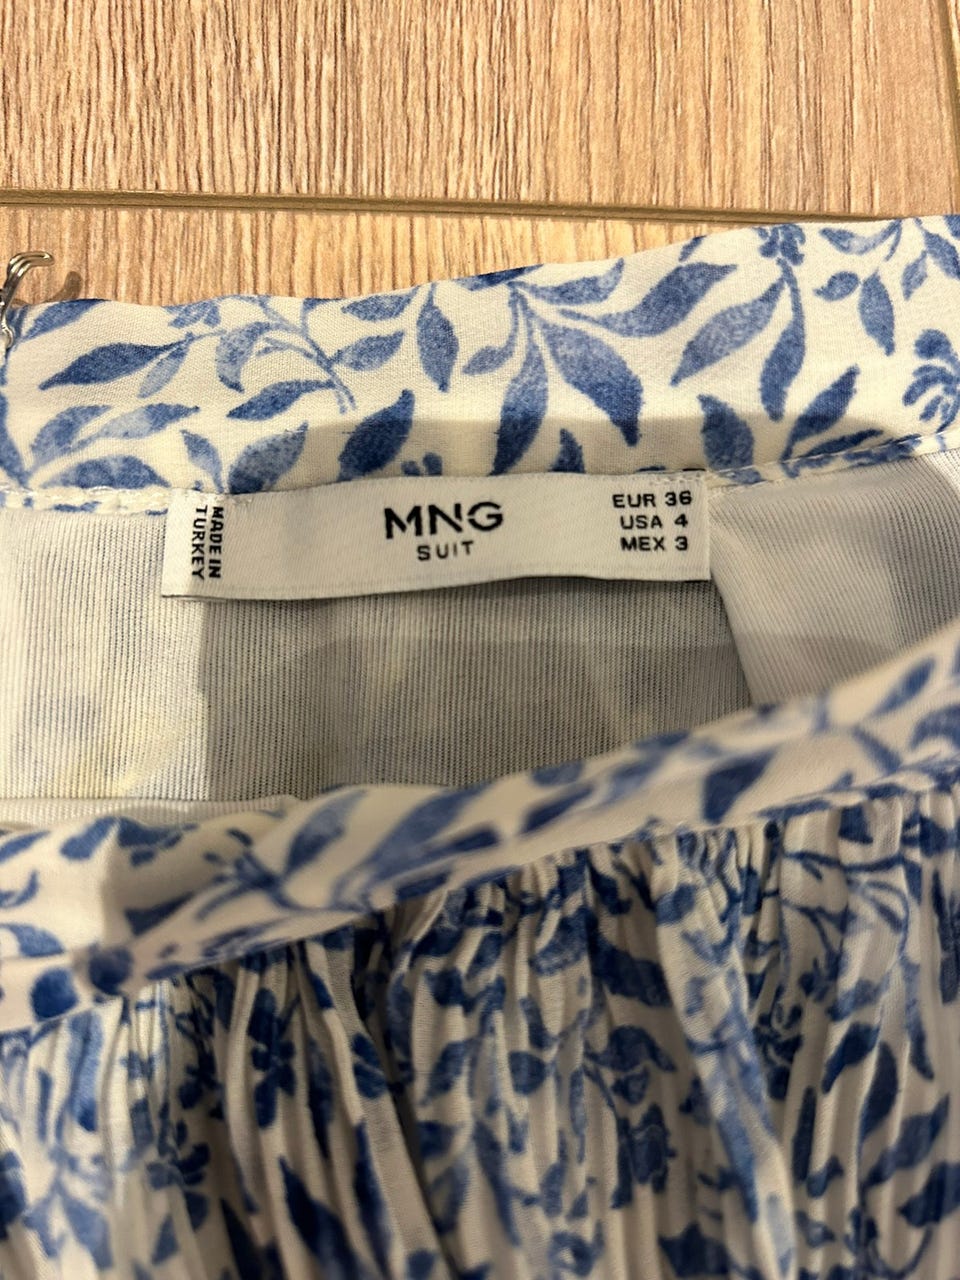 MADE IN
TURKEY
MNG
SUIT
EUR 36
USA 4
MEX 3